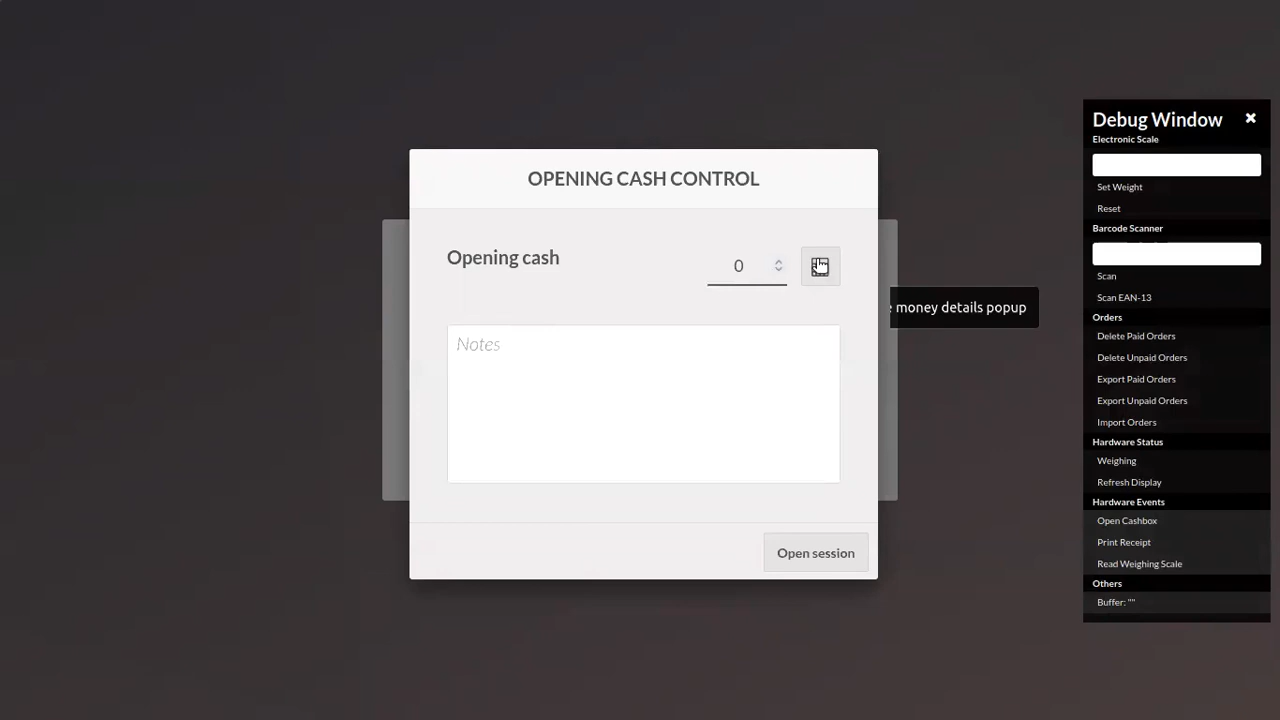 OPENING CASH CONTROL
Opening cash
0
money details popup
Notes
Open session
Debug Window
Electronic Scale
Set Weight
Reset
Barcode Scanner
Scan
Scan EAN-13
Orders
Delete Paid Orders
Delete Unpaid Orders
Export Paid Orders
Export Unpaid Orders
Import Orders
Hardware Status
Weighing
Refresh Display
Hardware Events
Open Cashbox
Print Receipt
Read Weighing Scale
Others
Buffer: ""